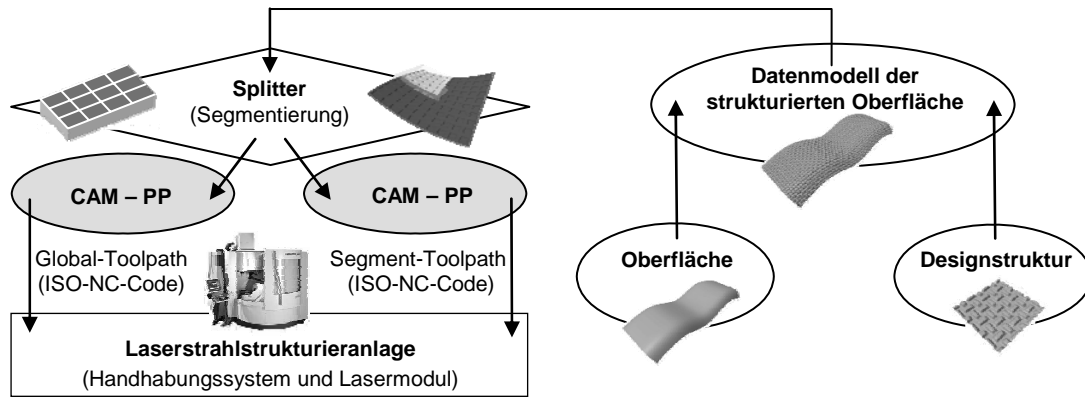 Splitter
(Segmentierung)
Datenmodell der
strukturierten Oberfläche
CAM – PP
CAM – PP
Global-Toolpath
(ISO-NC-Code)
Segment-Toolpath
(ISO-NC-Code)
Oberfläche
Designstruktur
Laserstrahlstrukturieranlage
(Handhabungssystem und Lasermodul)